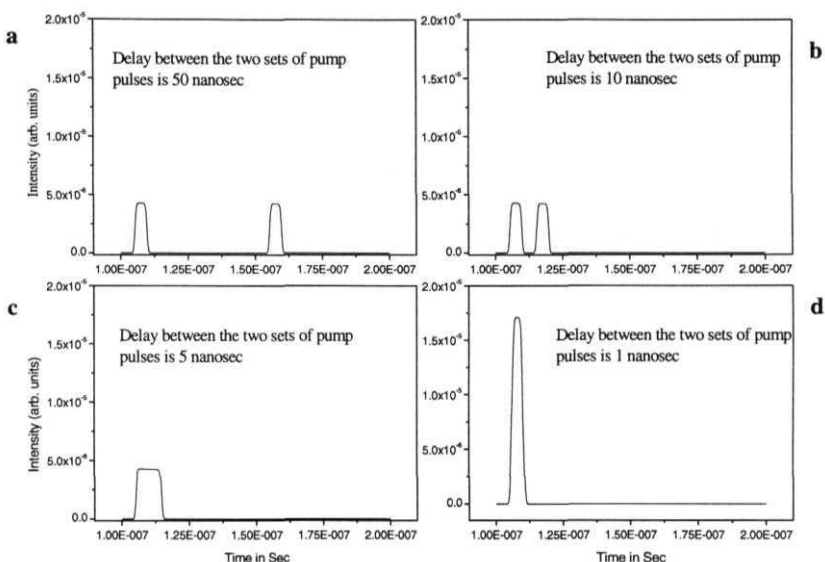 a
2.0x10⁻⁵
1.5x10⁻⁵
1.0x10⁻⁵
5.0x10⁻⁶
0.0
Intensity (arb. units)
Delay between the two sets of pump
pulses is 50 nanosec
1.00E-007 1.25E-007 1.50E-007 1.75E-007 2.00E-007
b
2.0x10⁻⁵
1.5x10⁻⁵
1.0x10⁻⁵
5.0x10⁻⁶
0.0
Delay between the two sets of pump
pulses is 10 nanosec
1.00E-007 1.25E-007 1.50E-007 1.75E-007 2.00E-007
c
2.0x10⁻⁵
1.5x10⁻⁵
1.0x10⁻⁵
5.0x10⁻⁶
0.0
Intensity (arb. units)
Delay between the two sets of pump
pulses is 5 nanosec
1.00E-007 1.25E-007 1.50E-007 1.75E-007 2.00E-007
Time in Sec
d
2.0x10⁻⁵
1.5x10⁻⁵
1.0x10⁻⁵
5.0x10⁻⁶
0.0
Delay between the two sets of pump
pulses is 1 nanosec
1.00E-007 1.25E-007 1.50E-007 1.75E-007 2.00E-007
Time in Sec